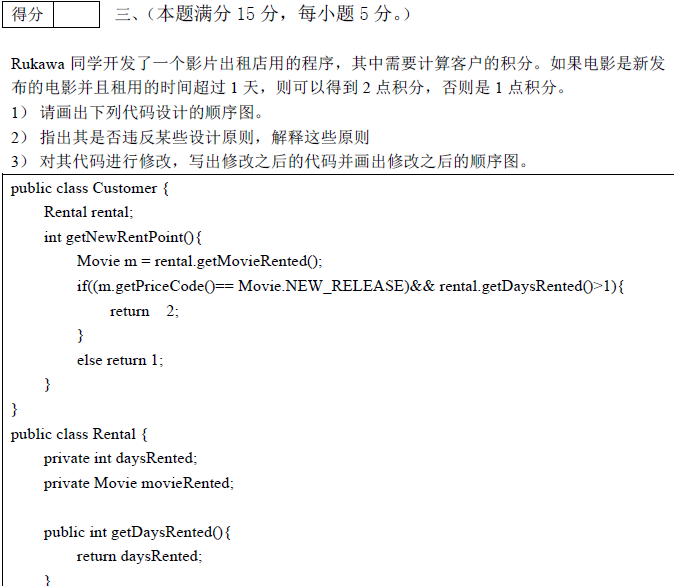 得分
三、（本题满分 15 分，每小题 5 分。）
Rukawa 同学开发了一个影片出租店用的程序，其中需要计算客户的积分。如果电影是新发
布的电影并且租用的时间超过 1 天，则可以得到 2 点积分，否则是 1 点积分。
1） 请画出下列代码设计的顺序图。
2） 指出其是否违反某些设计原则，解释这些原则
3） 对其代码进行修改，写出修改之后的代码并画出修改之后的顺序图。
public class Customer {
Rental rental;
int getNewRentPoint(){
Movie m = rental.getMovieRented();
if((m.getPriceCode()== Movie.NEW_RELEASE)&& rental.getDaysRented()>1){
return 2;
}
else return 1;
}
}
public class Rental {
private int daysRented;
private Movie movieRented;
public int getDaysRented(){
return daysRented;
}